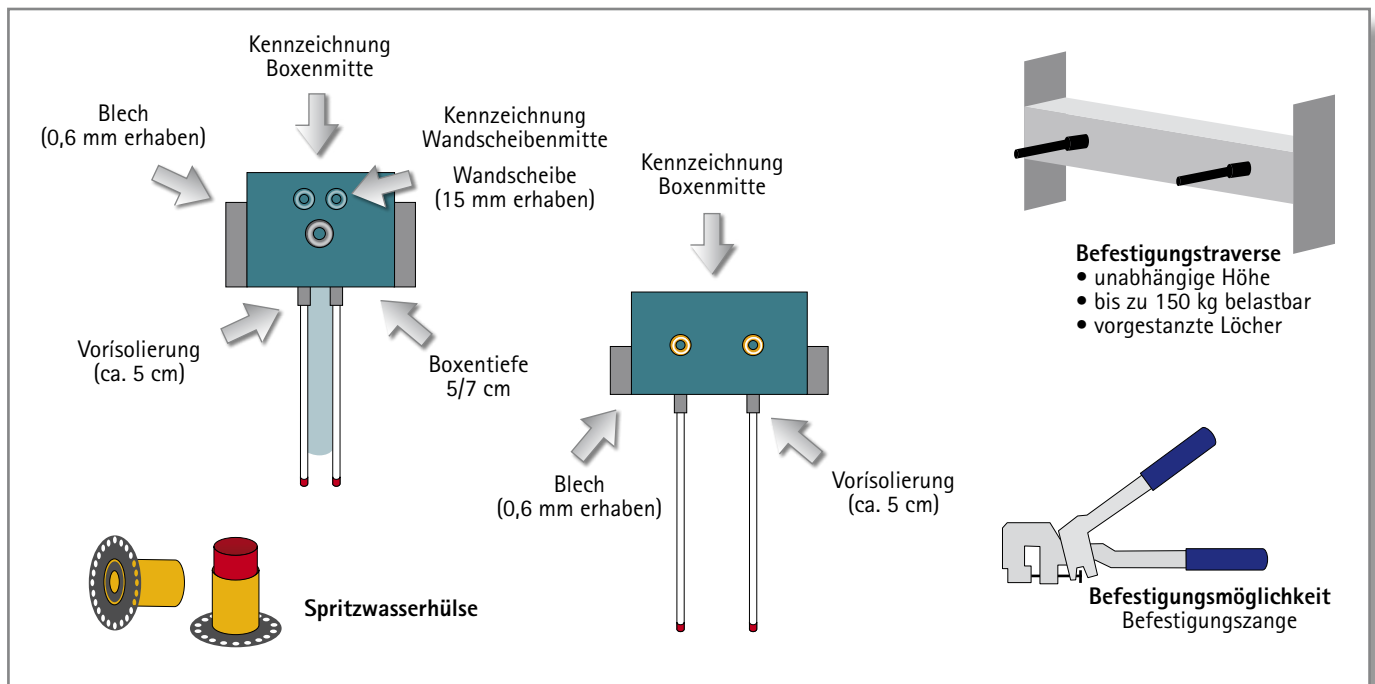 Kennzeichnung
Boxenmitte
Blech
(0,6 mm erhaben)
Kennzeichnung
Wandscheibenmitte
Wandscheibe
(15 mm erhaben)
Vorísolierung
(ca. 5 cm)
Boxentiefe
5/7 cm
Kennzeichnung
Boxenmitte
Blech
(0,6 mm erhaben)
Vorísolierung
(ca. 5 cm)
Befestigungstraverse
• unabhängige Höhe
• bis zu 150 kg belastbar
• vorgestanzte Löcher
Spritzwasserhülse
Befestigungsmöglichkeit
Befestigungszange